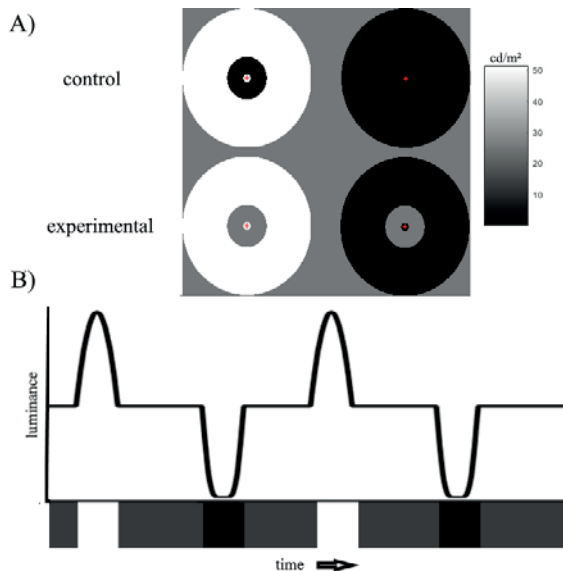 A)
control
experimental
cd/m²
50
40
30
20
10
B)
luminance
time